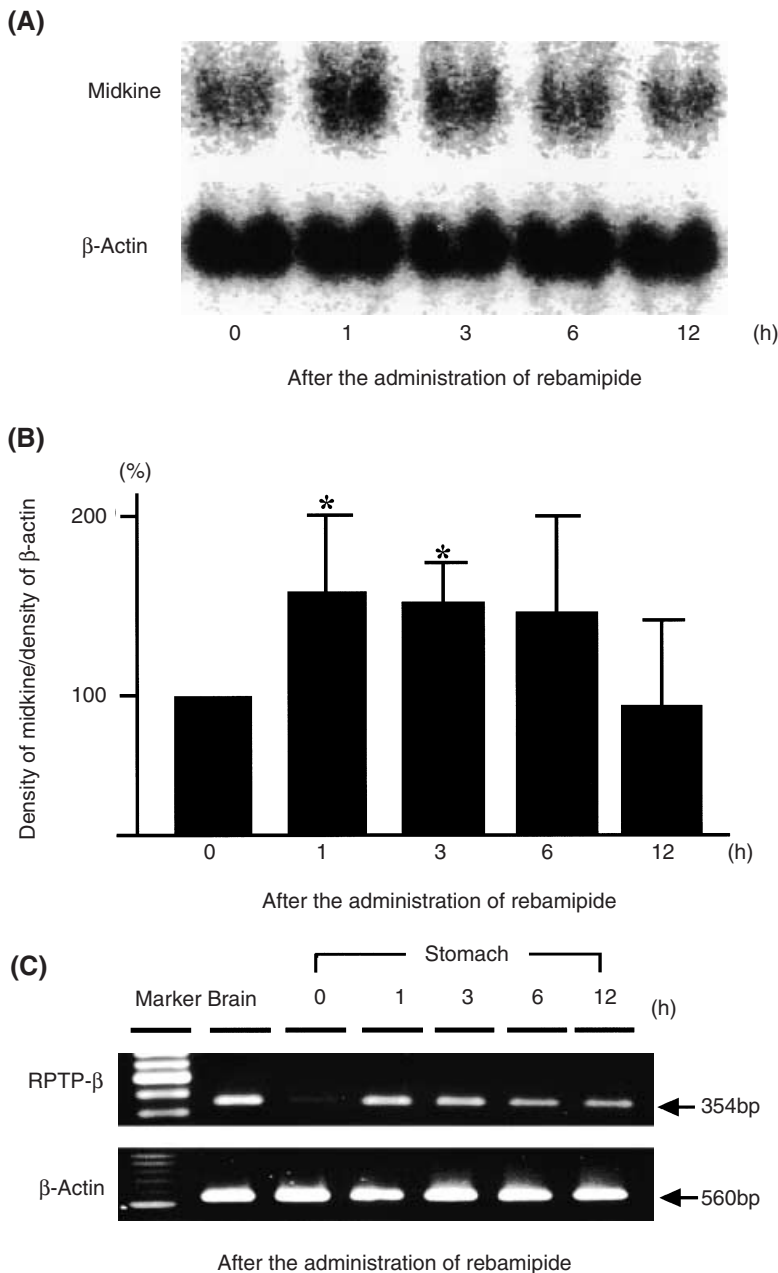 (A)
Midkine
β-Actin
0 1 3 6 12 (h)
After the administration of rebamipide
(B)
(%)
Density of midkine/density of β-actin
200
*
*
100
0 1 3 6 12 (h)
After the administration of rebamipide
(C)
Stomach
Marker Brain 0 1 3 6 12 (h)
RPTP-β
354bp
β-Actin
560bp
After the administration of rebamipide